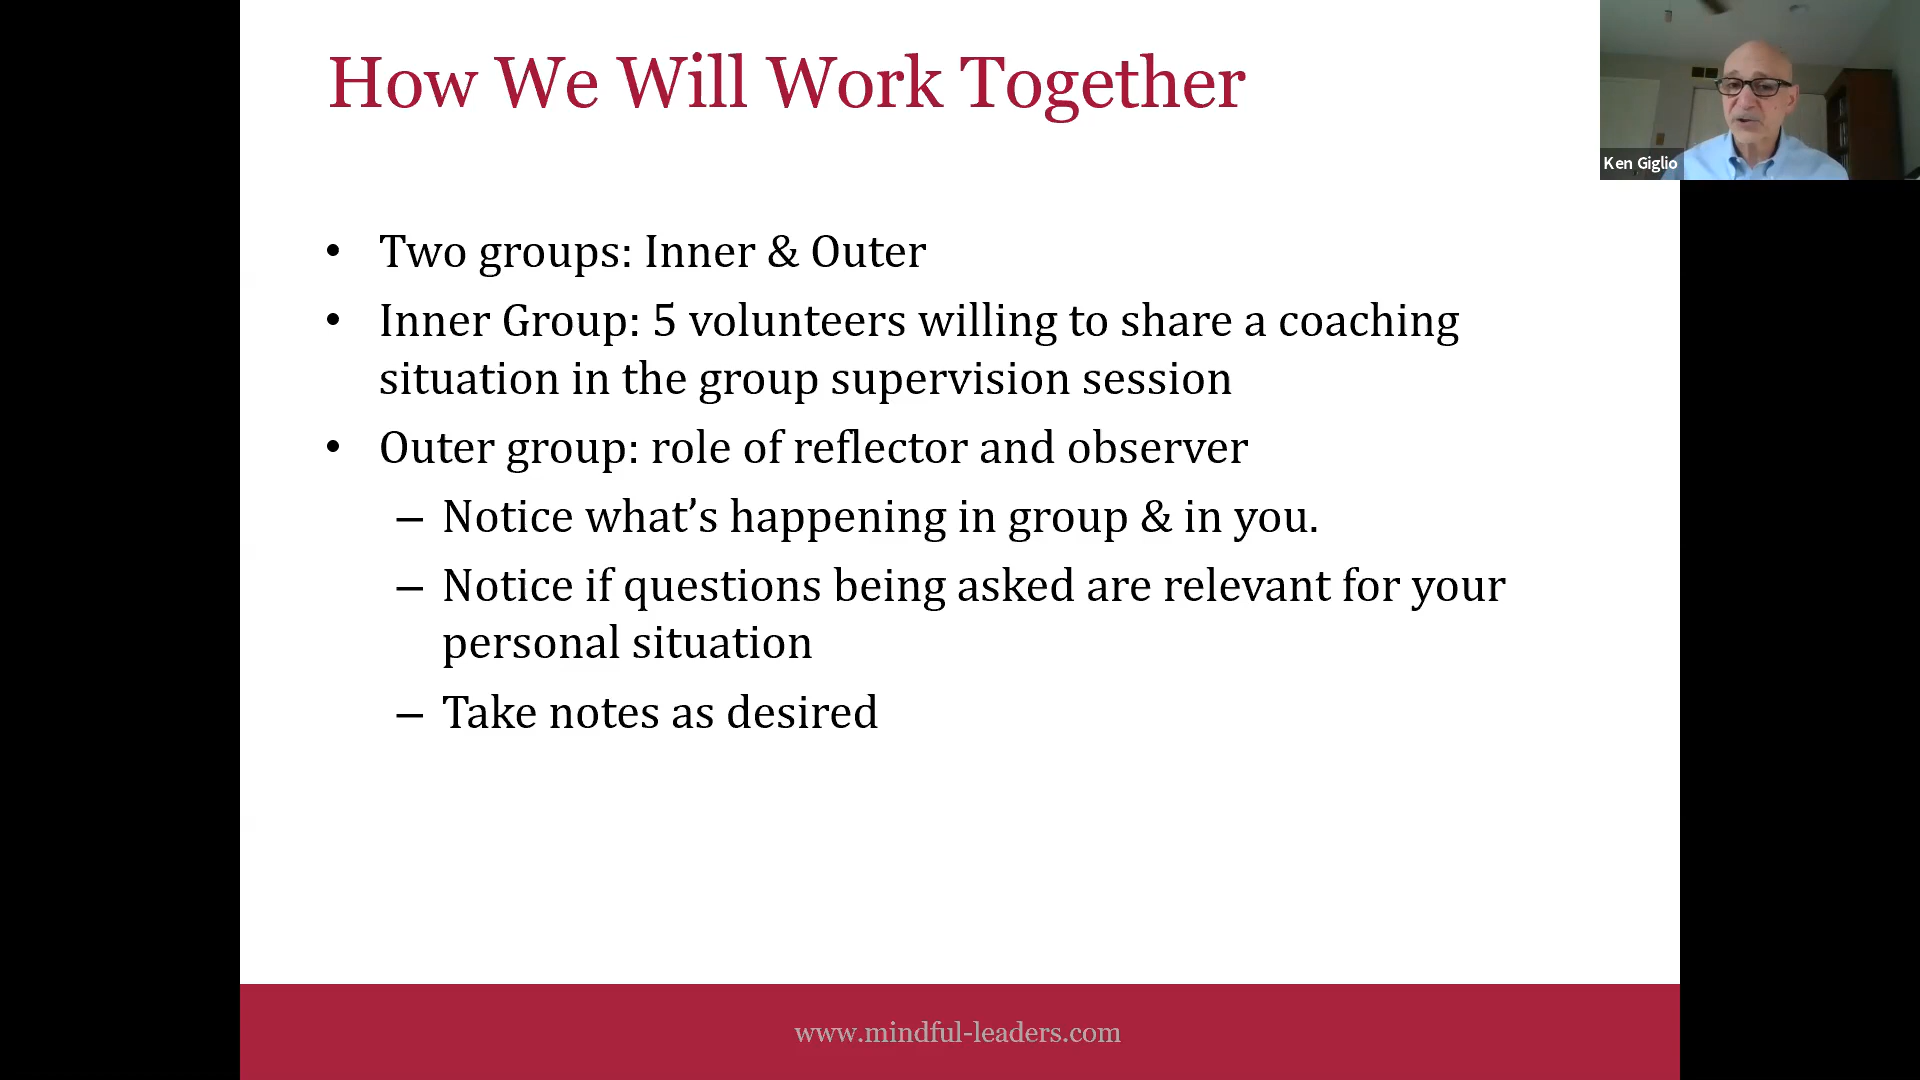 How We Will Work Together
Ken Giglio
• Two groups: Inner & Outer
• Inner Group: 5 volunteers willing to share a coaching
situation in the group supervision session
• Outer group: role of reflector and observer
– Notice what’s happening in group & in you.
– Notice if questions being asked are relevant for your
personal situation
– Take notes as desired
www.mindful-leaders.com